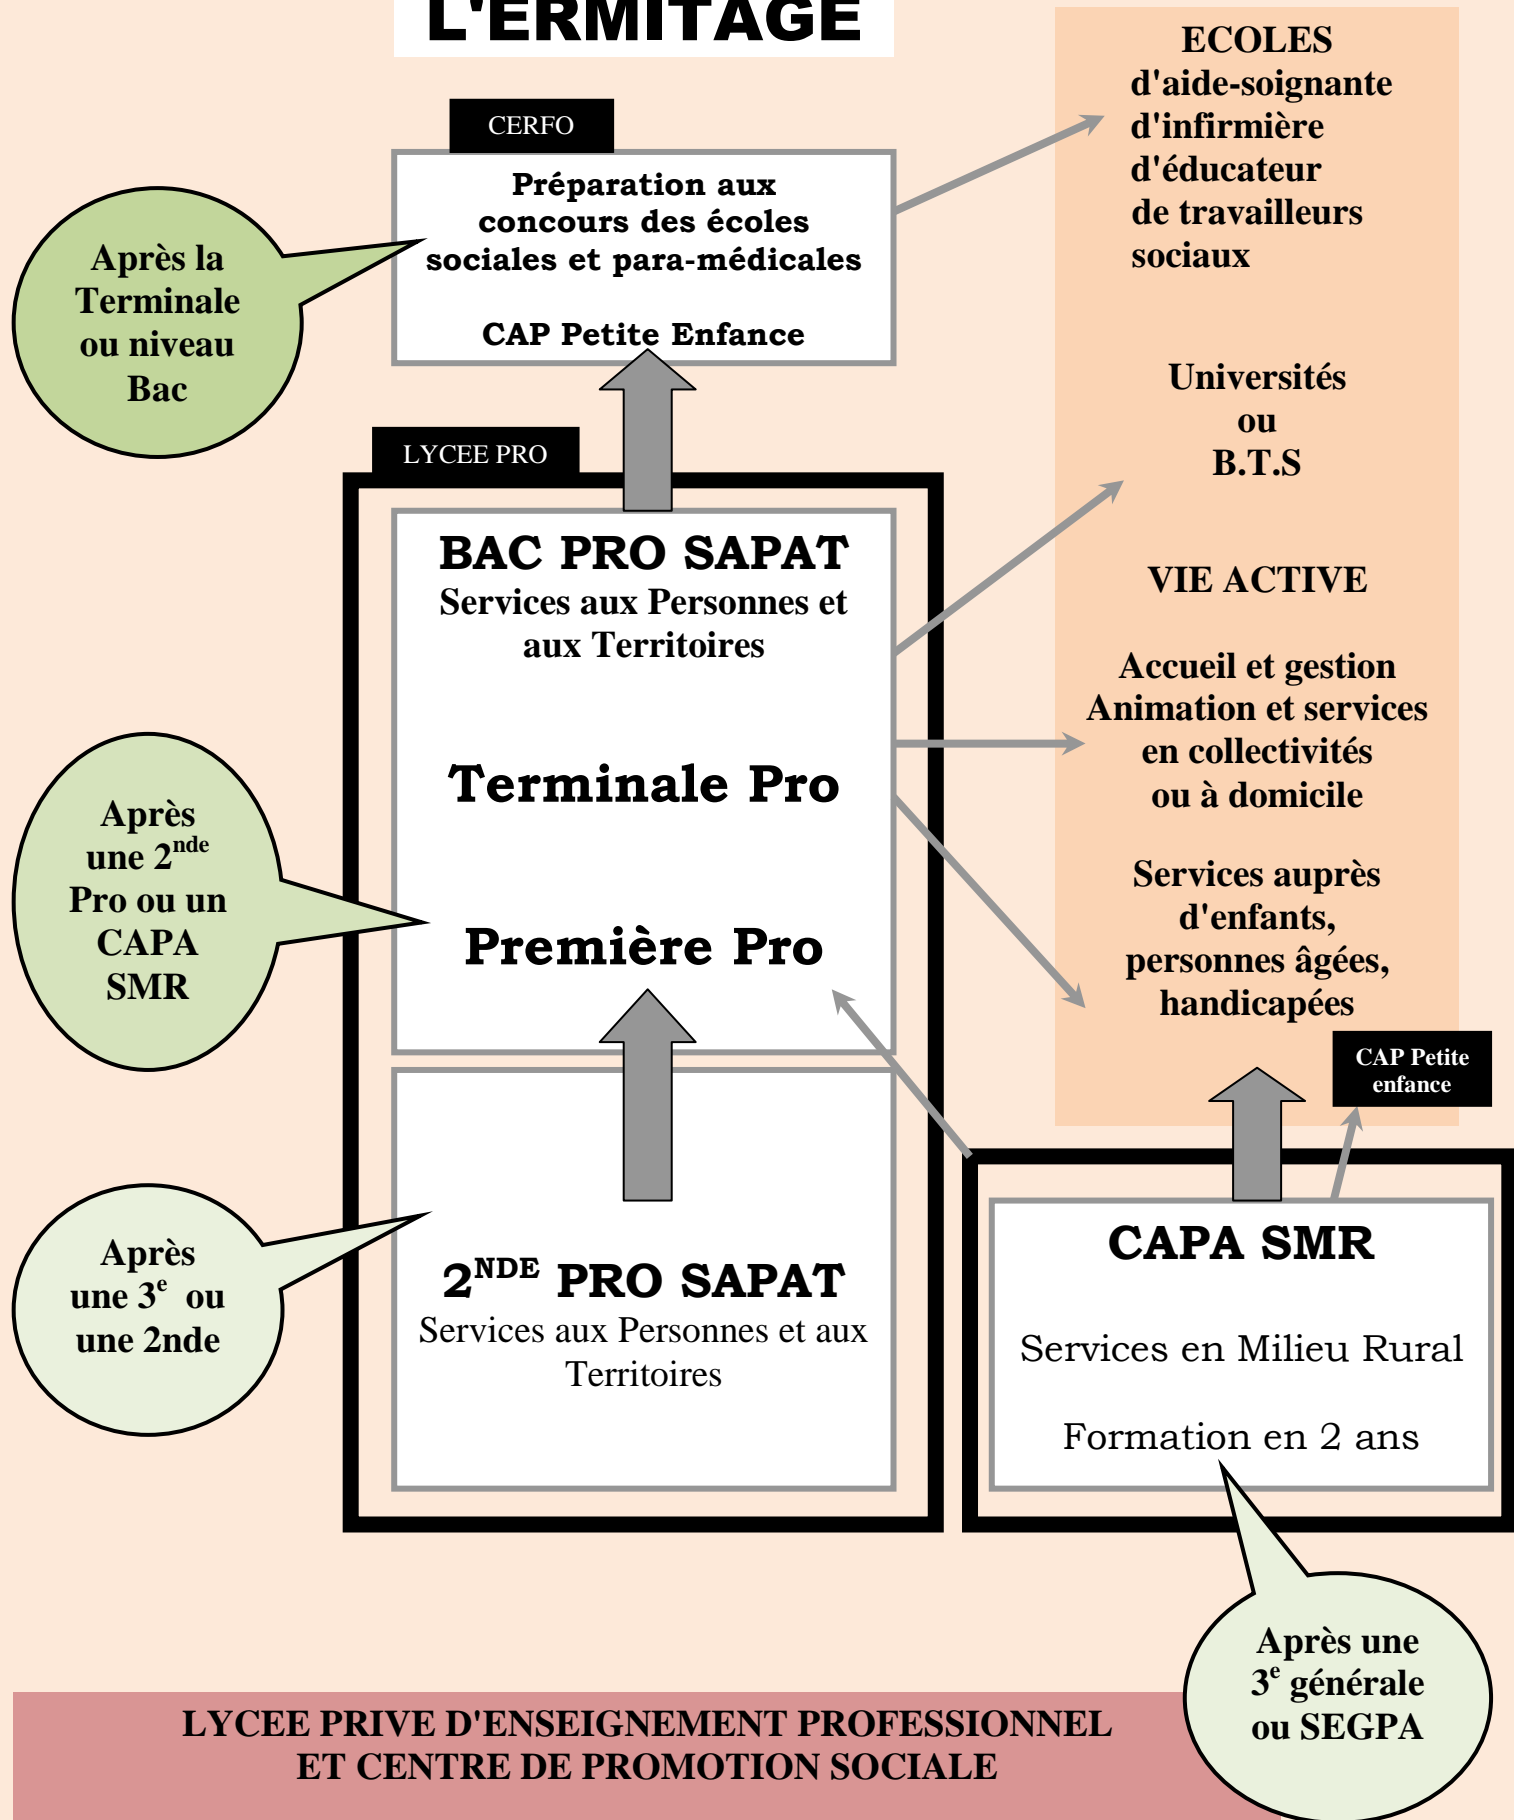 L'ERMITAGE
CERFO
Préparation aux
concours des écoles
sociales et para-médicales
CAP Petite Enfance
Après la
Terminale
ou niveau
Bac
ECOLES
d'aide-soignante
d'infirmière
d'éducateur
de travailleurs
sociaux
Universités
ou
B.T.S
VIE ACTIVE
Accueil et gestion
Animation et services
en collectivités
ou à domicile
Services auprès
d'enfants,
personnes âgées,
handicapées
LYCEE PRO
BAC PRO SAPAT
Services aux Personnes et
aux Territoires
Terminale Pro
Première Pro
Après
une 2nde
Pro ou un
CAPA
SMR
CAP Petite
enfance
2NDE PRO SAPAT
Services aux Personnes et aux
Territoires
Après
une 3e ou
une 2nde
CAPA SMR
Services en Milieu Rural
Formation en 2 ans
Après une
3e générale
ou SEGPA
LYCEE PRIVE D'ENSEIGNEMENT PROFESSIONNEL
ET CENTRE DE PROMOTION SOCIALE